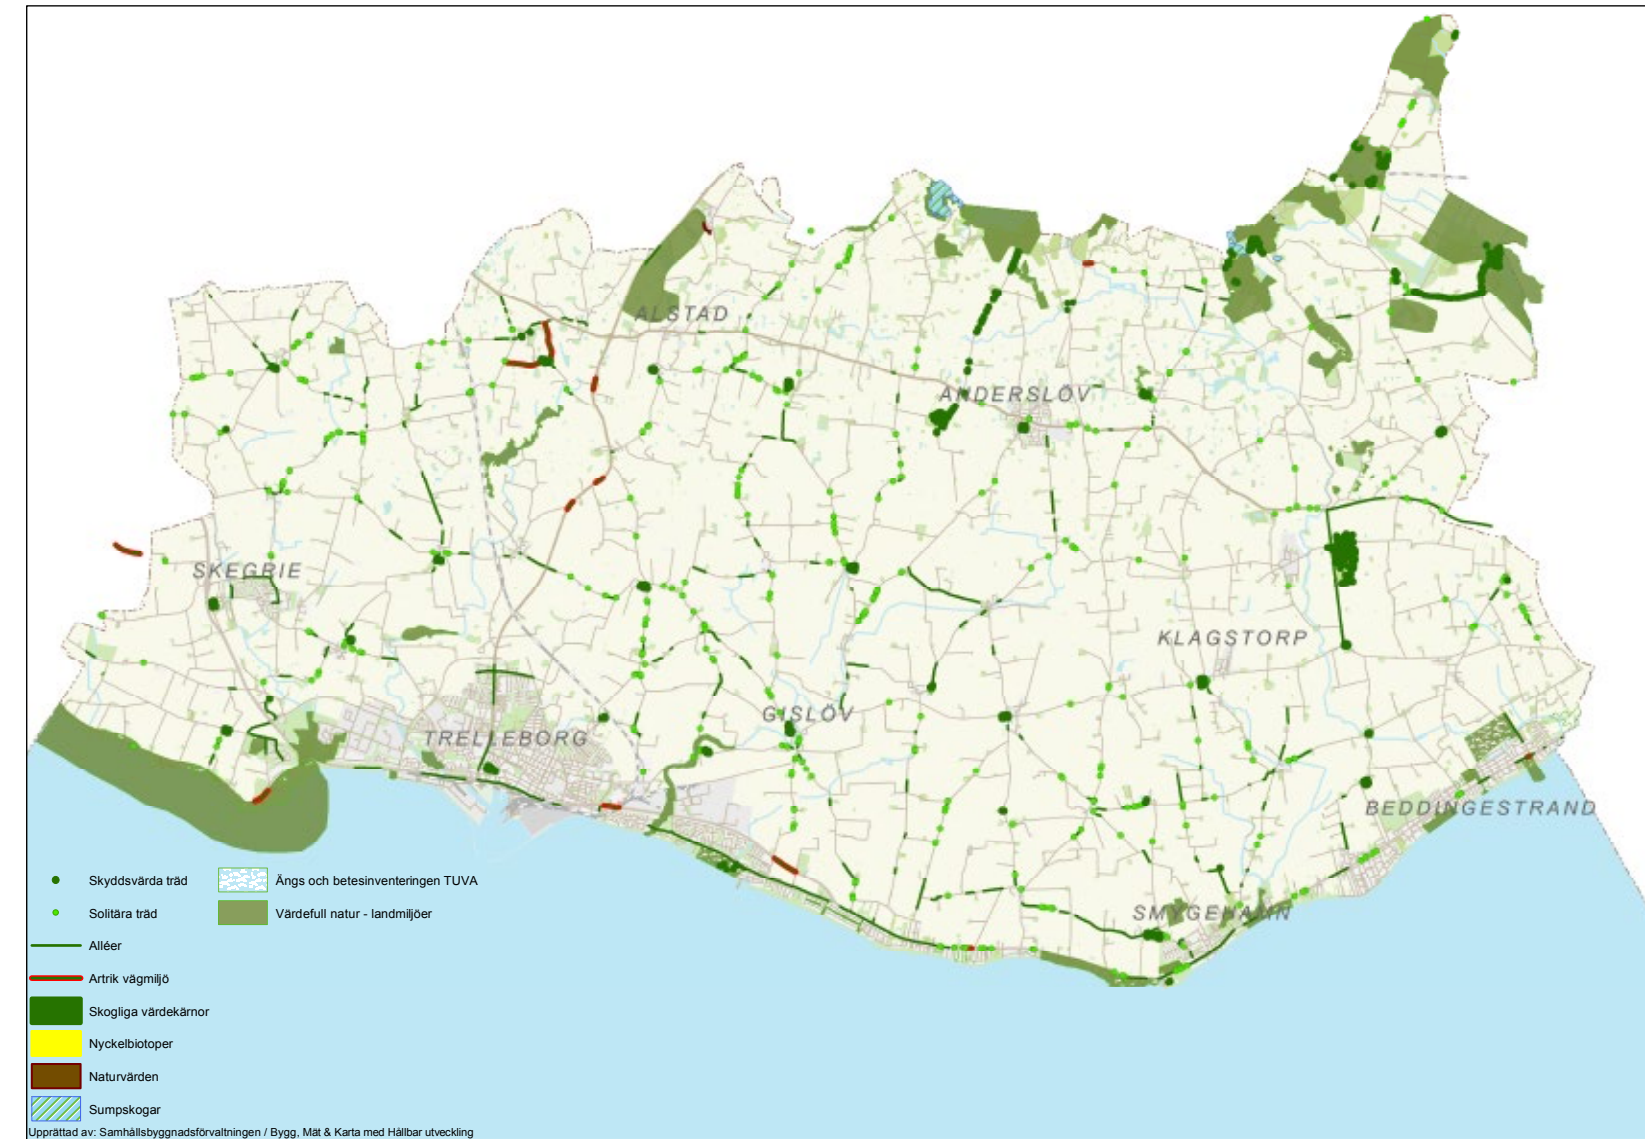 ALSTAD
ANDERSLÖV
SKEGRIE
KLAGSTORP
GISLÖV
TRELLEBORG
BEDDINGESTRAND
SMYGEHAMN
Skyddsvärda träd
Ängs och betesinventeringen TUVA
Solitära träd
Värdefull natur - landmiljöer
Alléer
Artrik vägmiljö
Skogliga värdekärnor
Nyckelbiotoper
Naturvärden
Sumpskogar
Upprättad av: Samhällsbyggnadsförvaltningen / Bygg, Mät & Karta med Hållbar utveckling